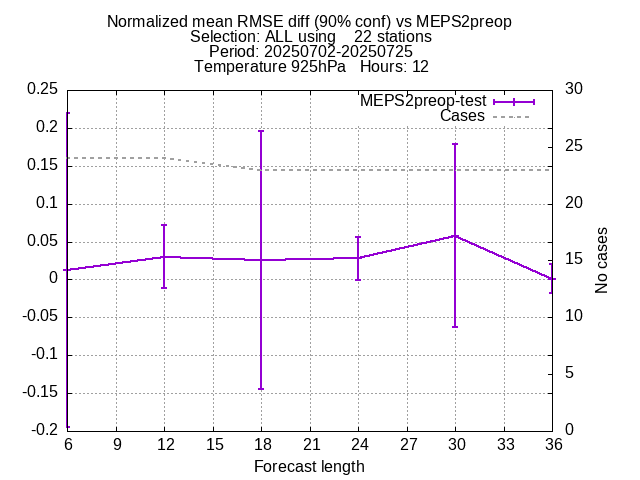 Normalized mean RMSE diff (90% conf) vs MEPS2preop
Selection: ALL using    22 stations
Period: 20250702-20250725
Temperature 925hPa   Hours: 12
MEPS2preop-test
Cases
0.25
0.2
0.15
0.1
0.05
0
-0.05
-0.1
-0.15
-0.2
30
25
20
15
10
5
0
No cases
6 9 12 15 18 21 24 27 30 33 36
Forecast length